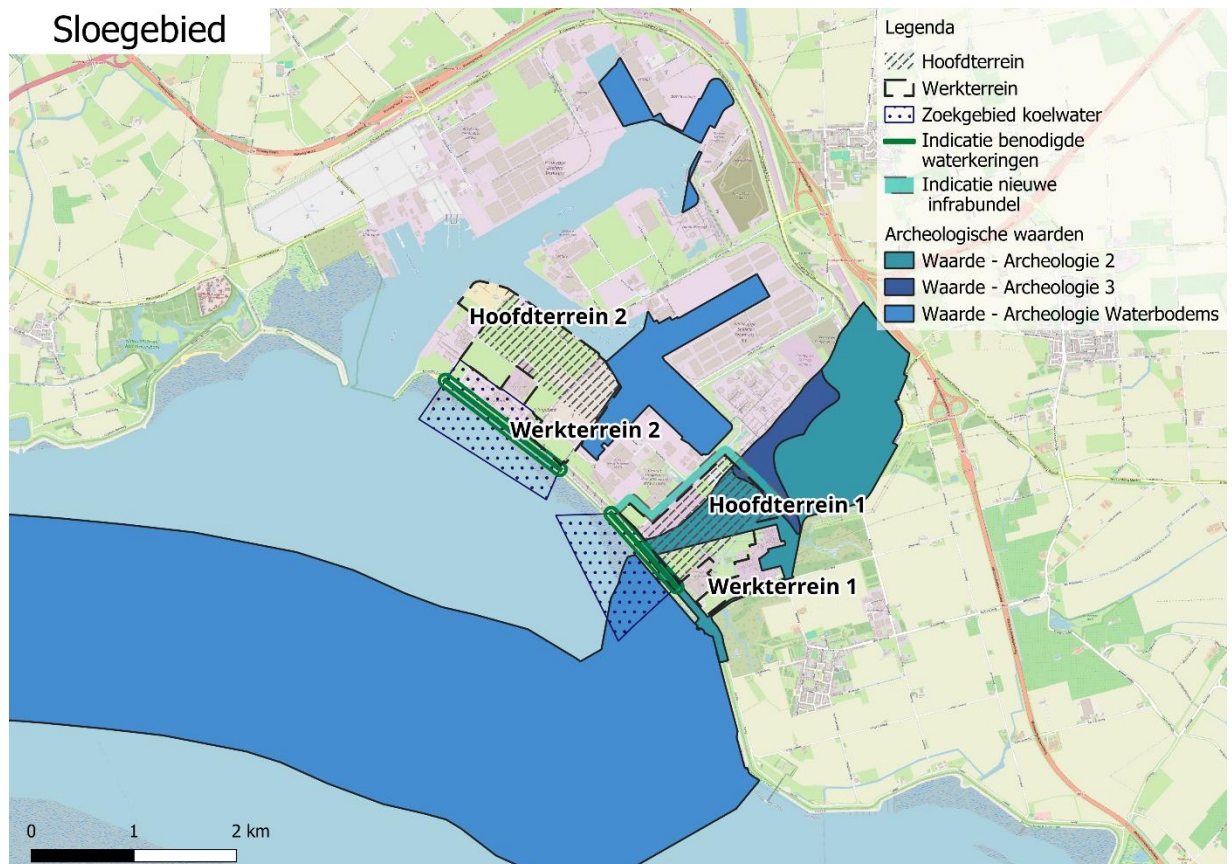 Sloegebied
Legenda
Hoofdterrein
Werkterrein
Zoekgebied koelwater
Indicatie benodigde
waterkeringen
Indicatie nieuwe
infrabundel
Archeologische waarden
Waarde - Archeologie 2
Waarde - Archeologie 3
Waarde - Archeologie Waterbodems
Hoofdterrein 2
Werkterrein 2
Hoofdterrein 1
Werkterrein 1
0 1 2 km